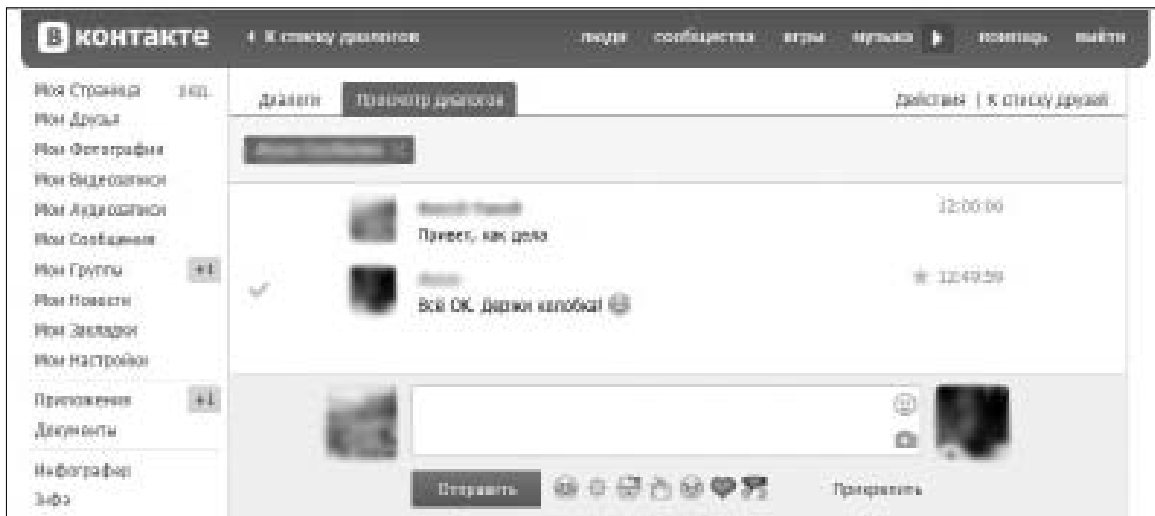 В контакте
К списку диалогов люди сообщества игры музыка помощь выйти
Моя Страница ред.
Мои Друзья
Мои Фотографии
Мои Видеозаписи
Мои Аудиозаписи
Мои Сообщения
Мои Группы +1
Мои Новости
Мои Закладки
Мои Настройки
Приложения +1
Документы
Инфографер
Диалоги Просмотр диалогов Действия | К списку друзей
12:00:00
Привет, как дела
12:49:59
Всё ОК. Держи колобка!
Отправить Прикрепить